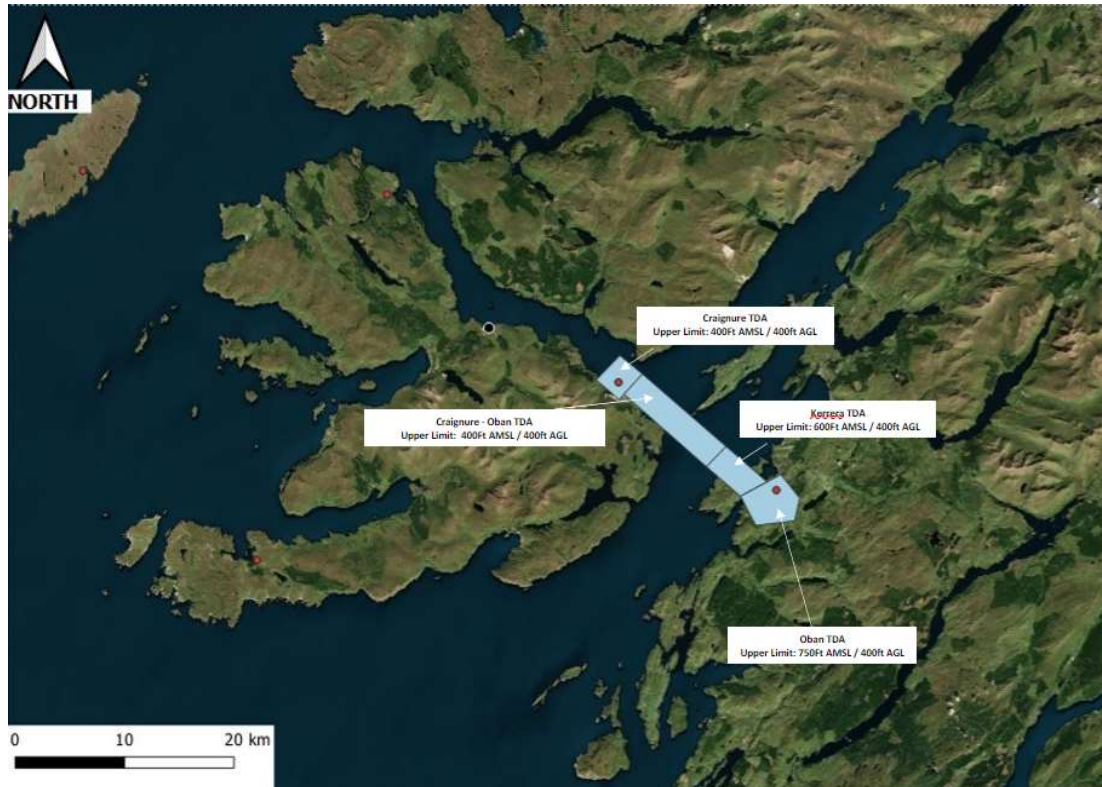 NORTH
Craignure TDA
Upper Limit: 400Ft AMSL / 400ft AGL
Craignure - Oban TDA
Upper Limit: 400Ft AMSL / 400ft AGL
Kerrera TDA
Upper Limit: 600Ft AMSL / 400ft AGL
Oban TDA
Upper Limit: 750Ft AMSL / 400ft AGL
0 10 20 km